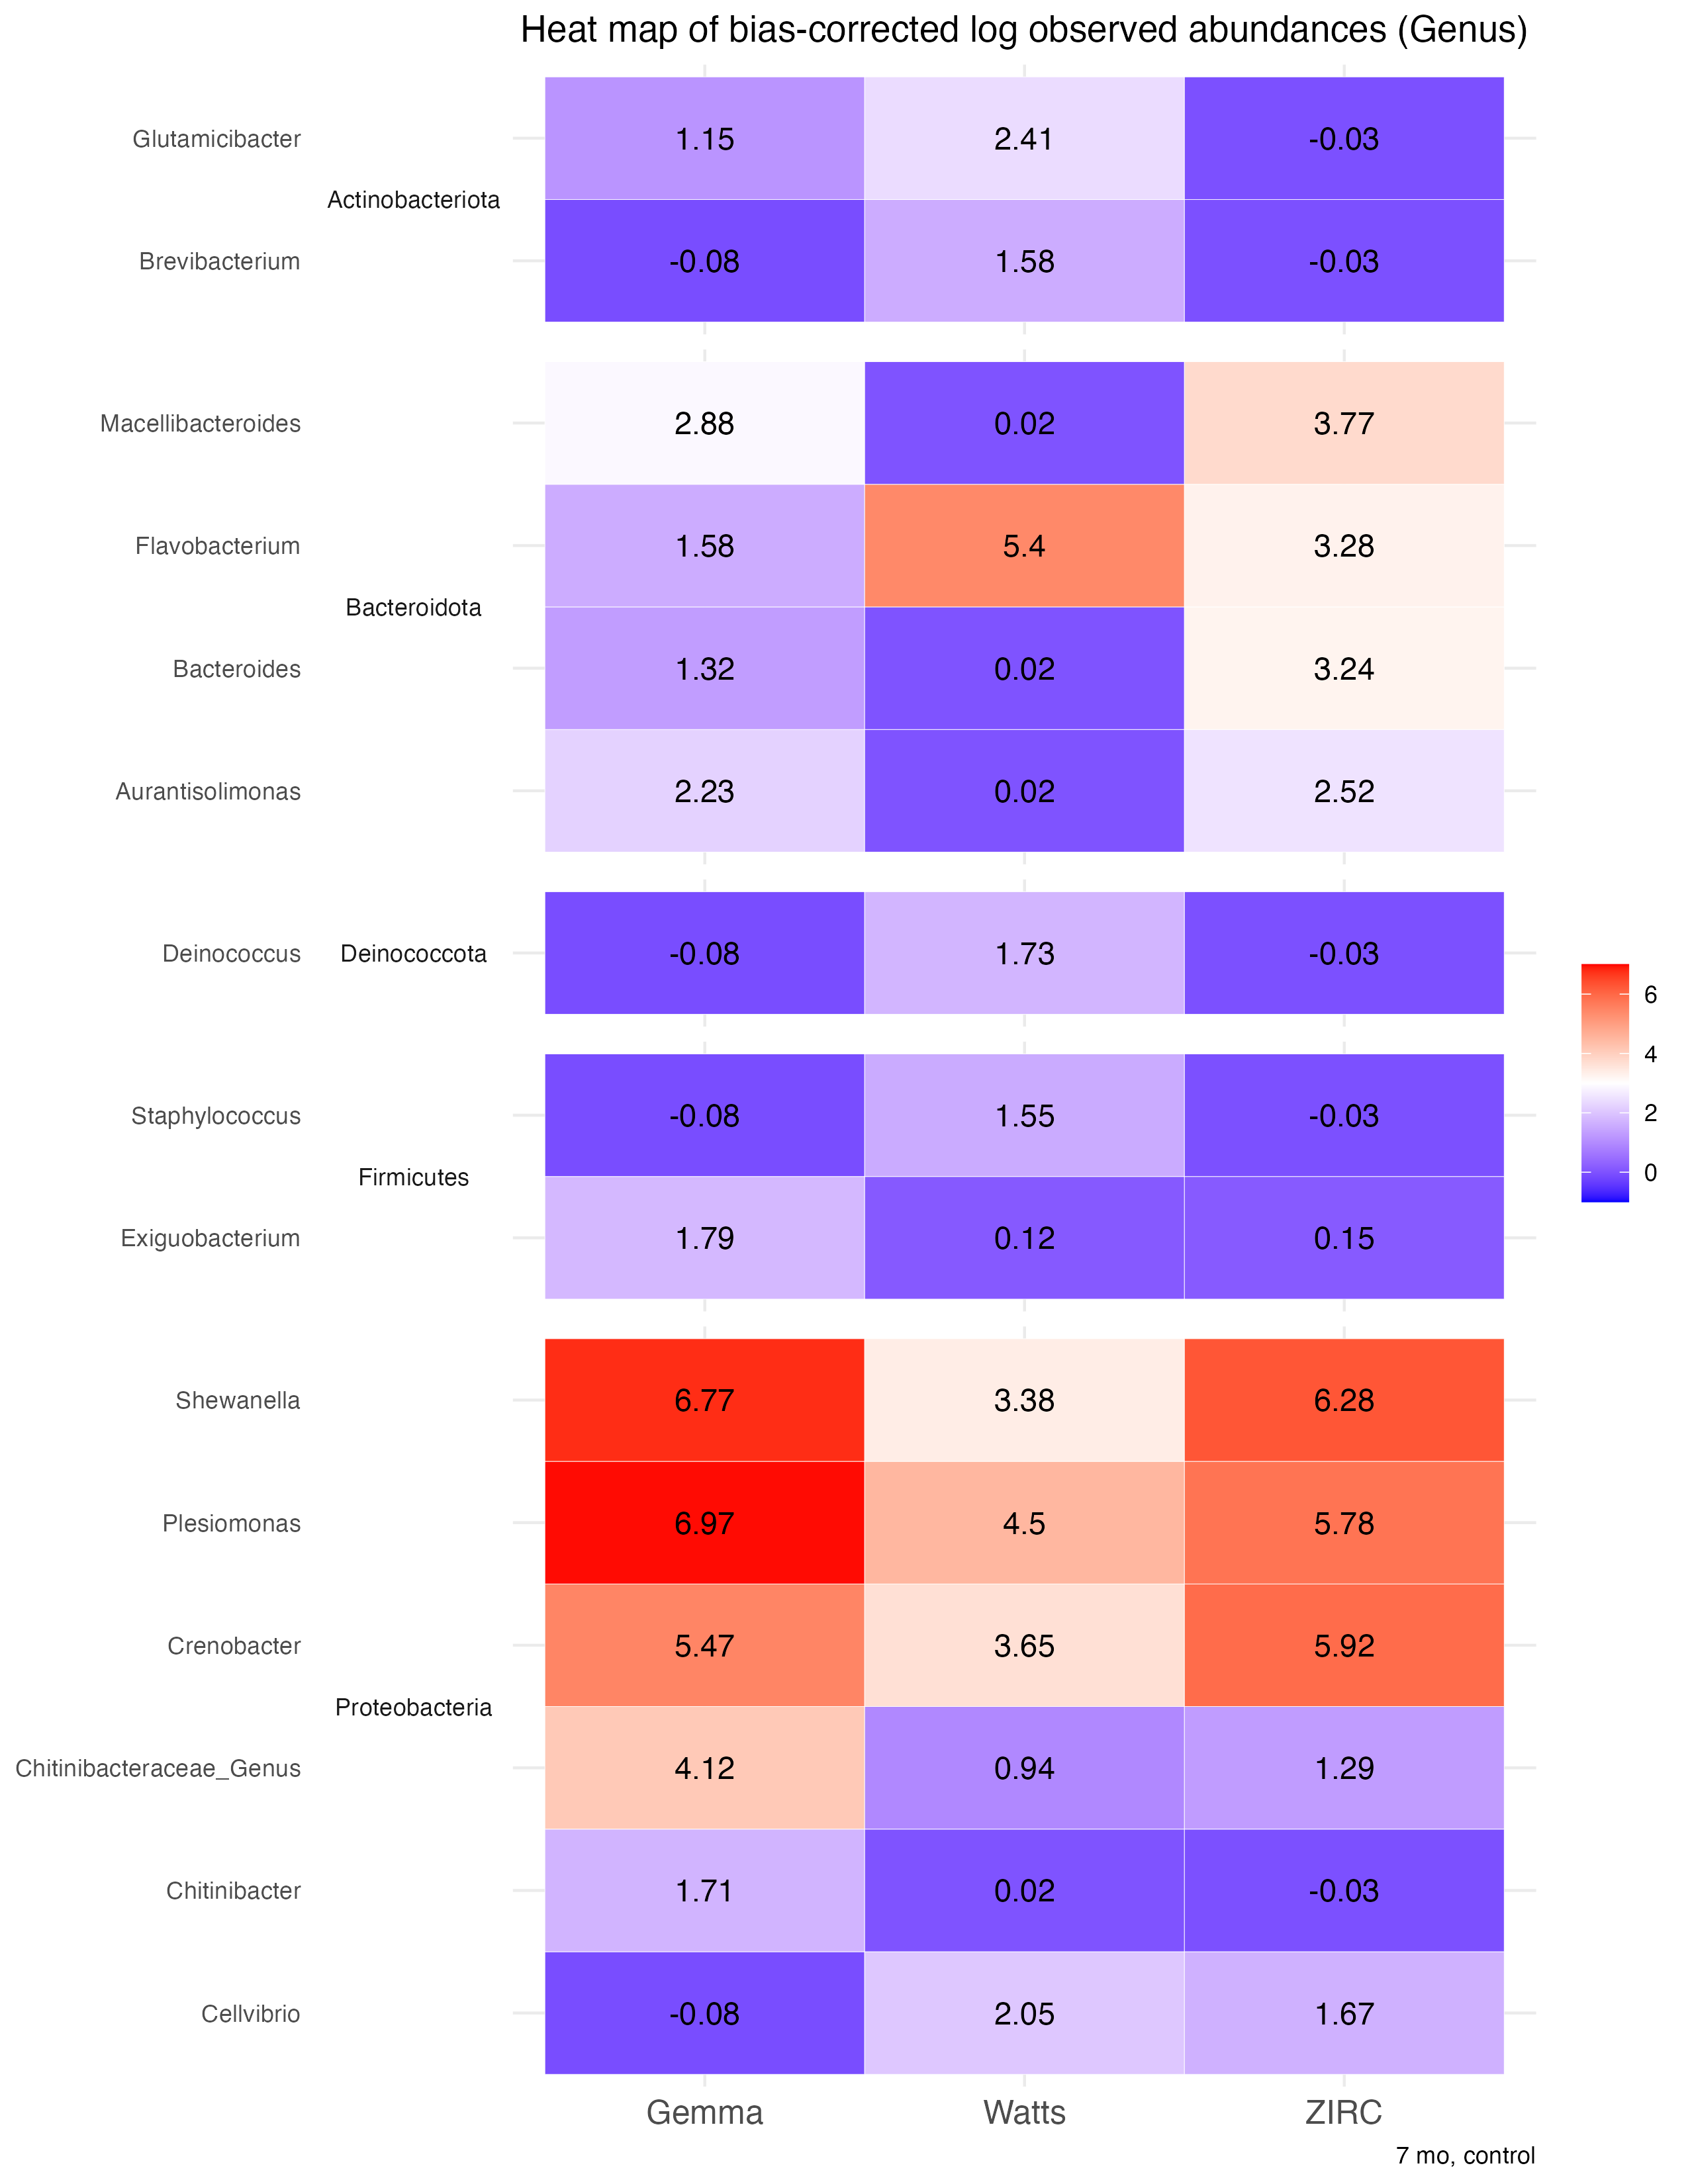 Heat map of bias-corrected log observed abundances (Genus)
Glutamicibacter 1.15 2.41 -0.03
Actinobacteriota
Brevibacterium -0.08 1.58 -0.03
Macellibacteroides 2.88 0.02 3.77
Flavobacterium 1.58 5.4 3.28
Bacteroidota
Bacteroides 1.32 0.02 3.24
Aurantisolimonas 2.23 0.02 2.52
Deinococcus Deinococcota -0.08 1.73 -0.03
Staphylococcus -0.08 1.55 -0.03
Firmicutes
Exiguobacterium 1.79 0.12 0.15
Shewanella 6.77 3.38 6.28
Plesiomonas 6.97 4.5 5.78
Crenobacter 5.47 3.65 5.92
Proteobacteria
Chitinibacteraceae_Genus 4.12 0.94 1.29
Chitinibacter 1.71 0.02 -0.03
Cellvibrio -0.08 2.05 1.67
Gemma Watts ZIRC
7 mo, control
6
4
2
0